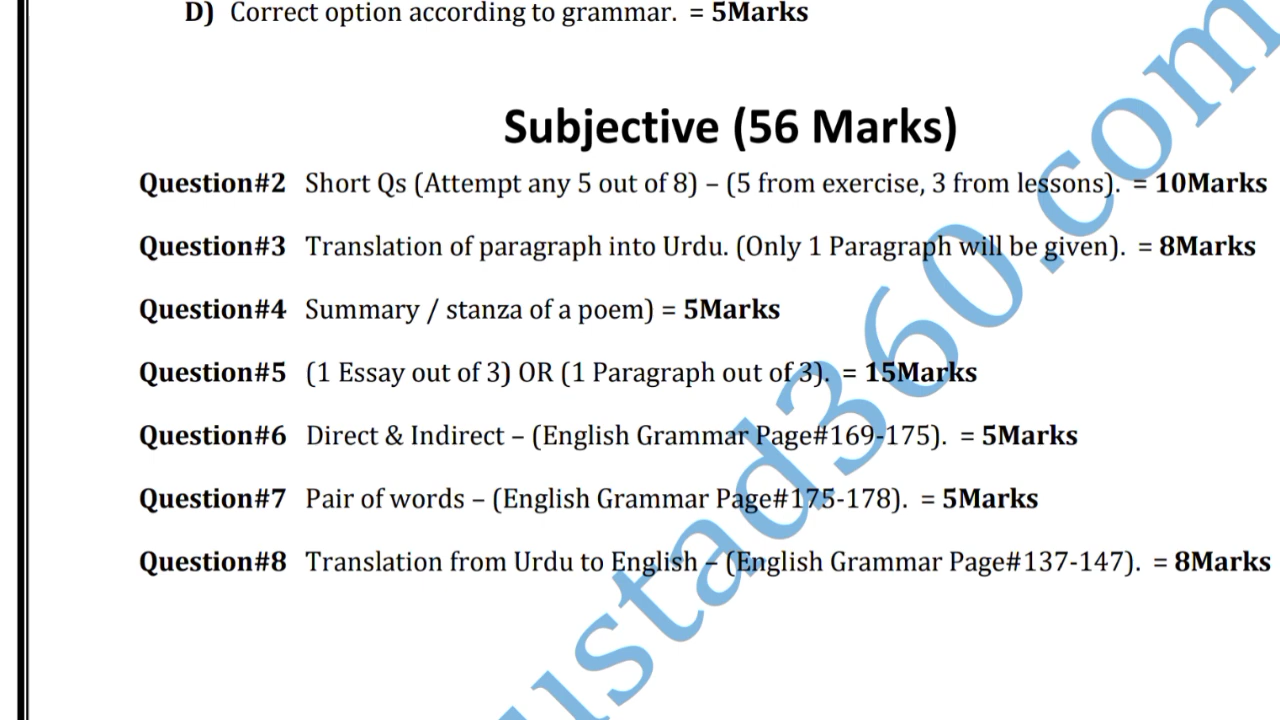 D) Correct option according to grammar. = 5Marks
Subjective (56 Marks)
Question#2 Short Qs (Attempt any 5 out of 8) – (5 from exercise, 3 from lessons). = 10Marks
Question#3 Translation of paragraph into Urdu. (Only 1 Paragraph will be given). = 8Marks
Question#4 Summary / stanza of a poem) = 5Marks
Question#5 (1 Essay out of 3) OR (1 Paragraph out of 3). = 15Marks
Question#6 Direct & Indirect – (English Grammar Page#169-175). = 5Marks
Question#7 Pair of words – (English Grammar Page#175-178). = 5Marks
Question#8 Translation from Urdu to English – (English Grammar Page#137-147). = 8Marks
ustad360.com